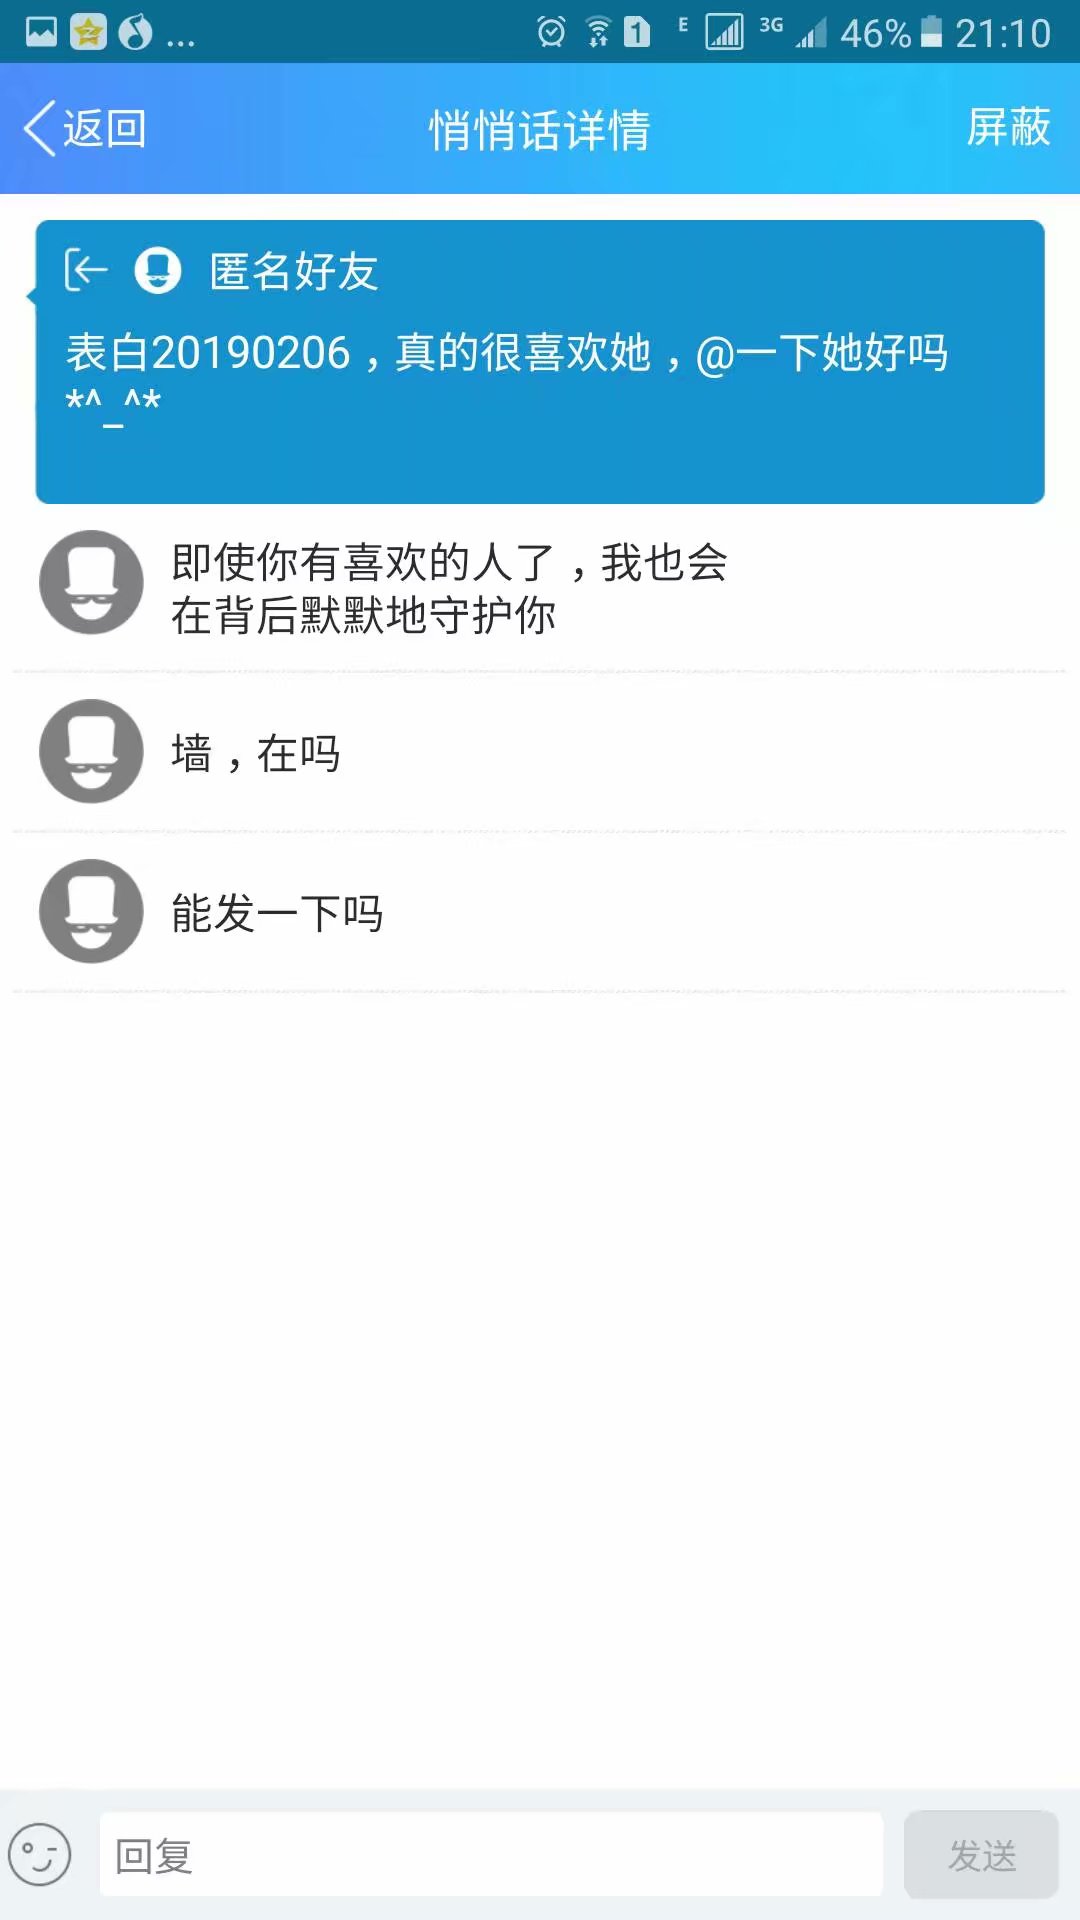 ... 1 E 3G 46% 21:10
返回 悄悄话详情 屏蔽
匿名好友
表白20190206，真的很喜欢她，@一下她好吗
*^_^*
即使你有喜欢的人了，我也会
在背后默默地守护你
墙，在吗
能发一下吗
回复 发送